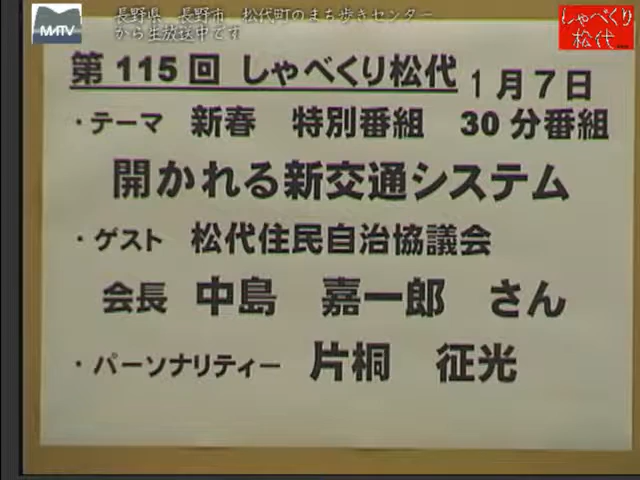 MATV
長野県　長野市　松代町のまち歩きセンター
から生放送中です
しゃべくり
松代
第115回 しゃべくり松代 1月7日
・テーマ 新春 特別番組 30分番組
開かれる新交通システム
・ゲスト 松代住民自治協議会
会長 中島 嘉一郎 さん
・パーソナリティー 片桐 征光